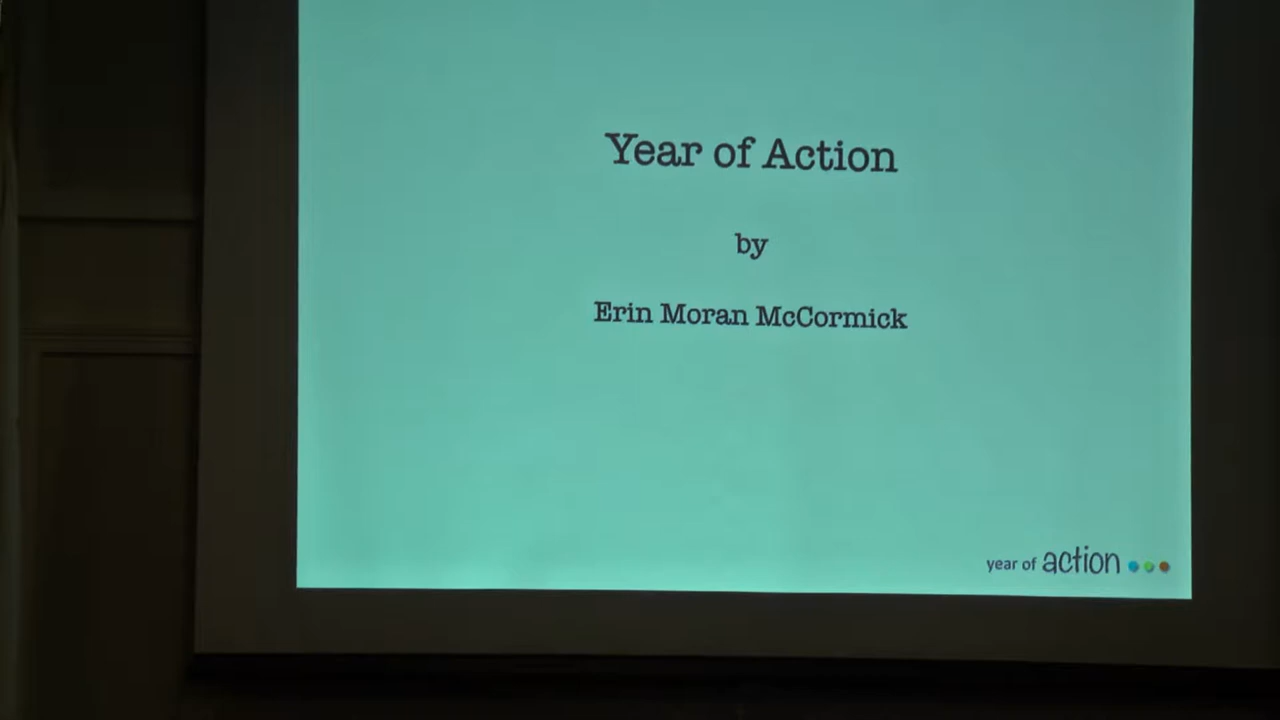 Year of Action
by
Erin Moran McCormick
year of action